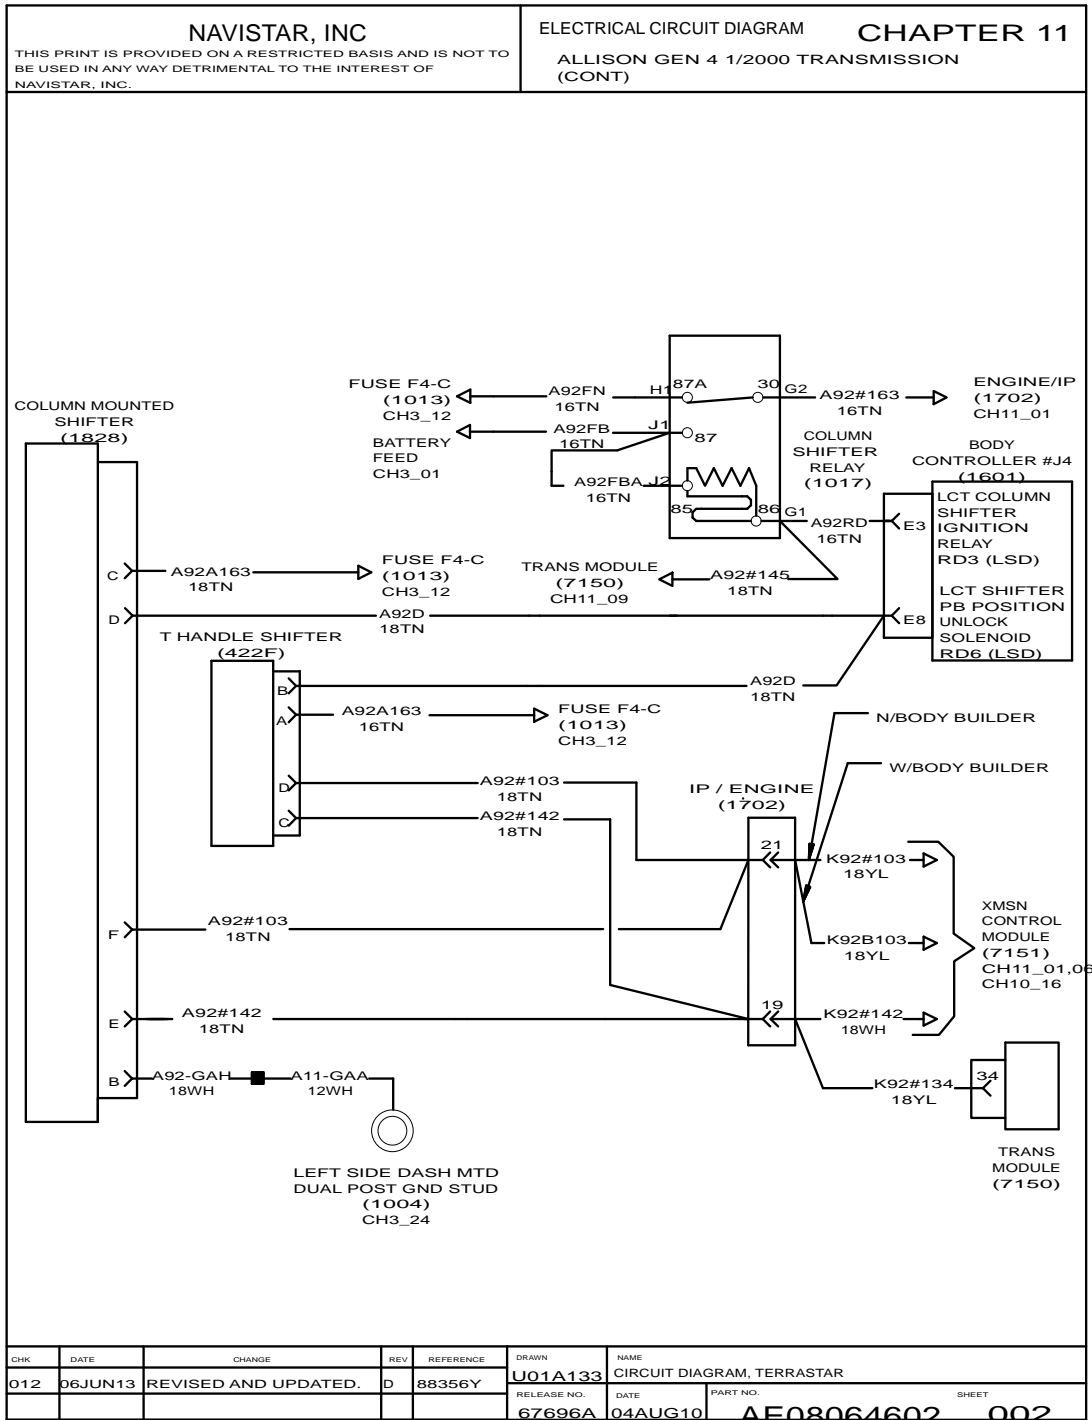 NAVISTAR, INC
THIS PRINT IS PROVIDED ON A RESTRICTED BASIS AND IS NOT TO
BE USED IN ANY WAY DETRIMENTAL TO THE INTEREST OF
NAVISTAR, INC.
ELECTRICAL CIRCUIT DIAGRAM
CHAPTER 11
ALLISON GEN 4 1/2000 TRANSMISSION
(CONT)
COLUMN MOUNTED
SHIFTER
(1828)
FUSE F4-C
(1013)
CH3_12
A92FN
16TN
H1
87A
30
G2
A92#163
16TN
ENGINE/IP
(1702)
CH11_01
BATTERY
FEED
CH3_01
A92FB
16TN
J1
87
A92FBA
16TN
J2
85
86
G1
COLUMN
SHIFTER
RELAY
(1017)
BODY
CONTROLLER #J4
(1601)
A92RD
16TN
E3
LCT COLUMN
SHIFTER
IGNITION
RELAY
RD3 (LSD)
C
A92A163
18TN
FUSE F4-C
(1013)
CH3_12
TRANS MODULE
(7150)
CH11_09
A92#145
18TN
D
A92D
18TN
E8
LCT SHIFTER
PB POSITION
UNLOCK
SOLENOID
RD6 (LSD)
T HANDLE SHIFTER
(422F)
B
A92D
18TN
A
A92A163
16TN
FUSE F4-C
(1013)
CH3_12
N/BODY BUILDER
W/BODY BUILDER
D
A92#103
18TN
C
A92#142
18TN
IP / ENGINE
(1702)
21
K92#103
18YL
K92B103
18YL
XMSN
CONTROL
MODULE
(7151)
CH11_01,06
CH10_16
F
A92#103
18TN
E
A92#142
18TN
19
K92#142
18WH
B
A92-GAH
18WH
A11-GAA
12WH
K92#134
18YL
34
TRANS
MODULE
(7150)
LEFT SIDE DASH MTD
DUAL POST GND STUD
(1004)
CH3_24
CHK DATE CHANGE REV REFERENCE
012 06JUN13 REVISED AND UPDATED. D 88356Y
DRAWN
U01A133
NAME
CIRCUIT DIAGRAM, TERRASTAR
RELEASE NO.
67696A
DATE
04AUG10
PART NO.
AE08064602
SHEET
002